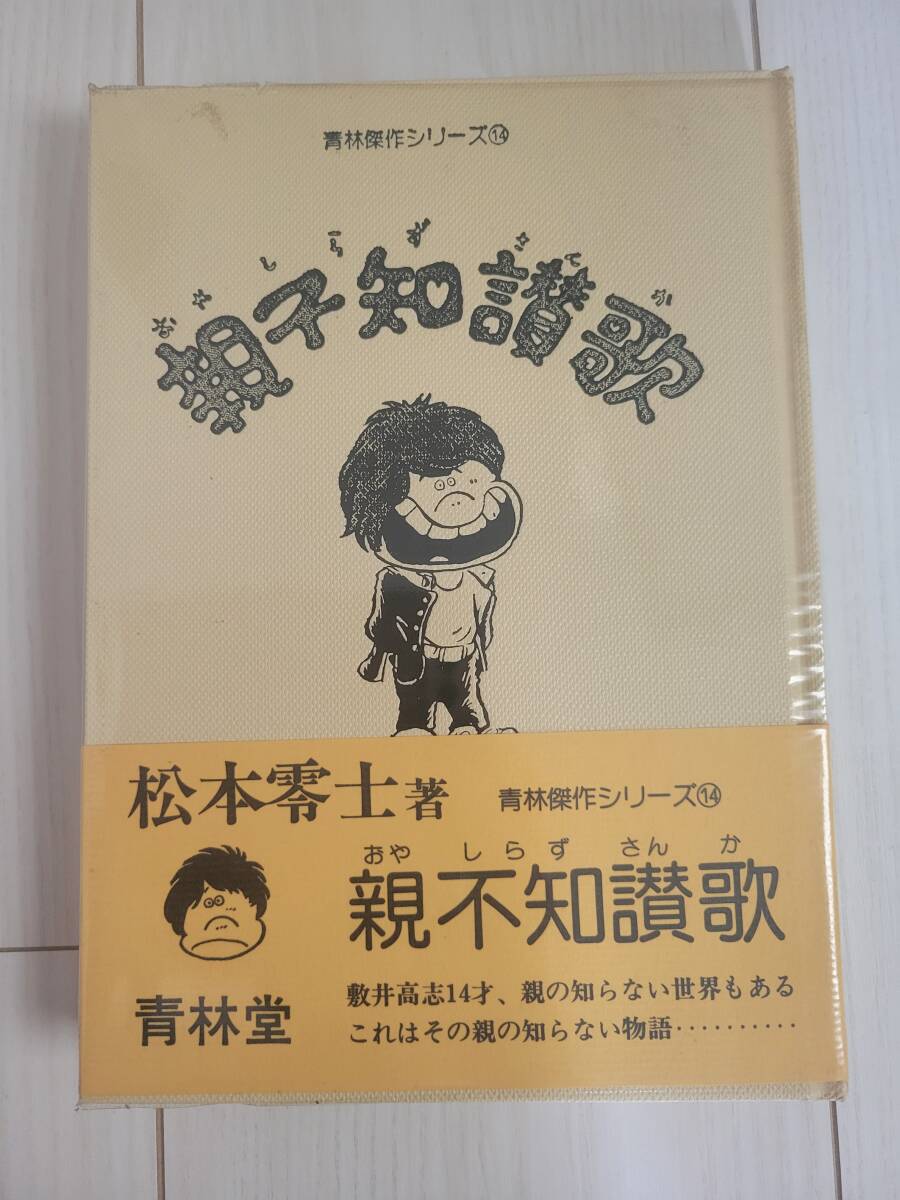 青林傑作シリーズ⑭
おやしらずさんか
親不知讃歌
松本零士著
青林傑作シリーズ⑭
おや しらず さん か
親不知讃歌
敷井高志14才、親の知らない世界もある
これはその親の知らない物語‥‥‥‥‥
青林堂